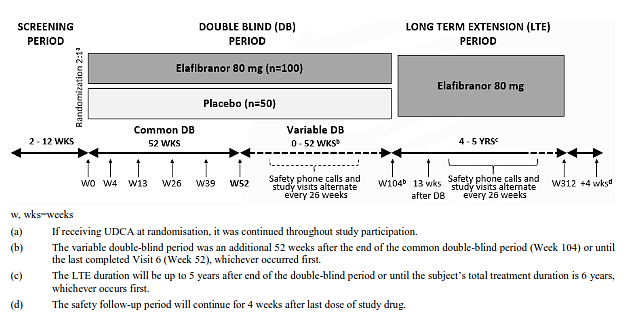 SCREENING PERIOD
DOUBLE BLIND (DB) PERIOD
LONG TERM EXTENSION (LTE) PERIOD
Randomization 2:1ᵃ
Elafibranor 80 mg (n=100)
Placebo (n=50)
Elafibranor 80 mg
2 - 12 WKS
Common DB
52 WKS
Variable DB
0 - 52 WKSᵇ
4 - 5 YRSᶜ
W0
W4
W13
W26
W39
W52
Safety phone calls and
study visits alternate
every 26 weeks
W104ᵇ
13 wks
after DB
Safety phone calls and
study visits alternate
every 26 weeks
W312
+4 wksᵈ
w, wks=weeks
(a) If receiving UDCA at randomisation, it was continued throughout study participation.
(b) The variable double-blind period was an additional 52 weeks after the end of the common double-blind period (Week 104) or until
the last completed Visit 6 (Week 52), whichever occurred first.
(c) The LTE duration will be up to 5 years after end of the double-blind period or until the subject's total treatment duration is 6 years,
whichever occurs first.
(d) The safety follow-up period will continue for 4 weeks after last dose of study drug.